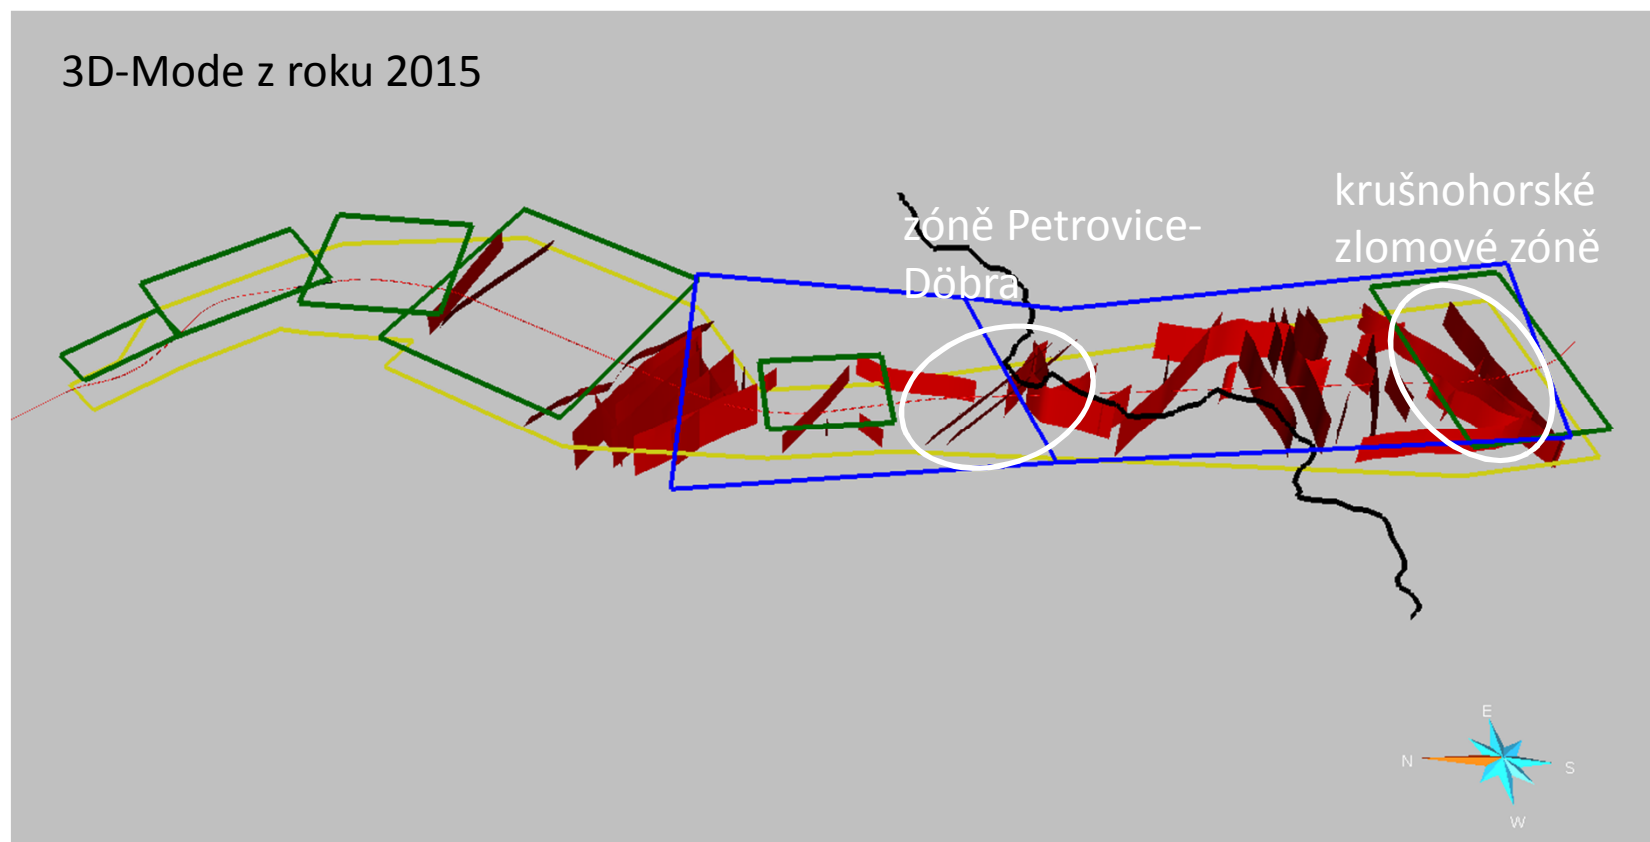 3D-Mode z roku 2015
zóně Petrovice-
Döbra
krušnohorské
zlomové zóně
E
N
S
W